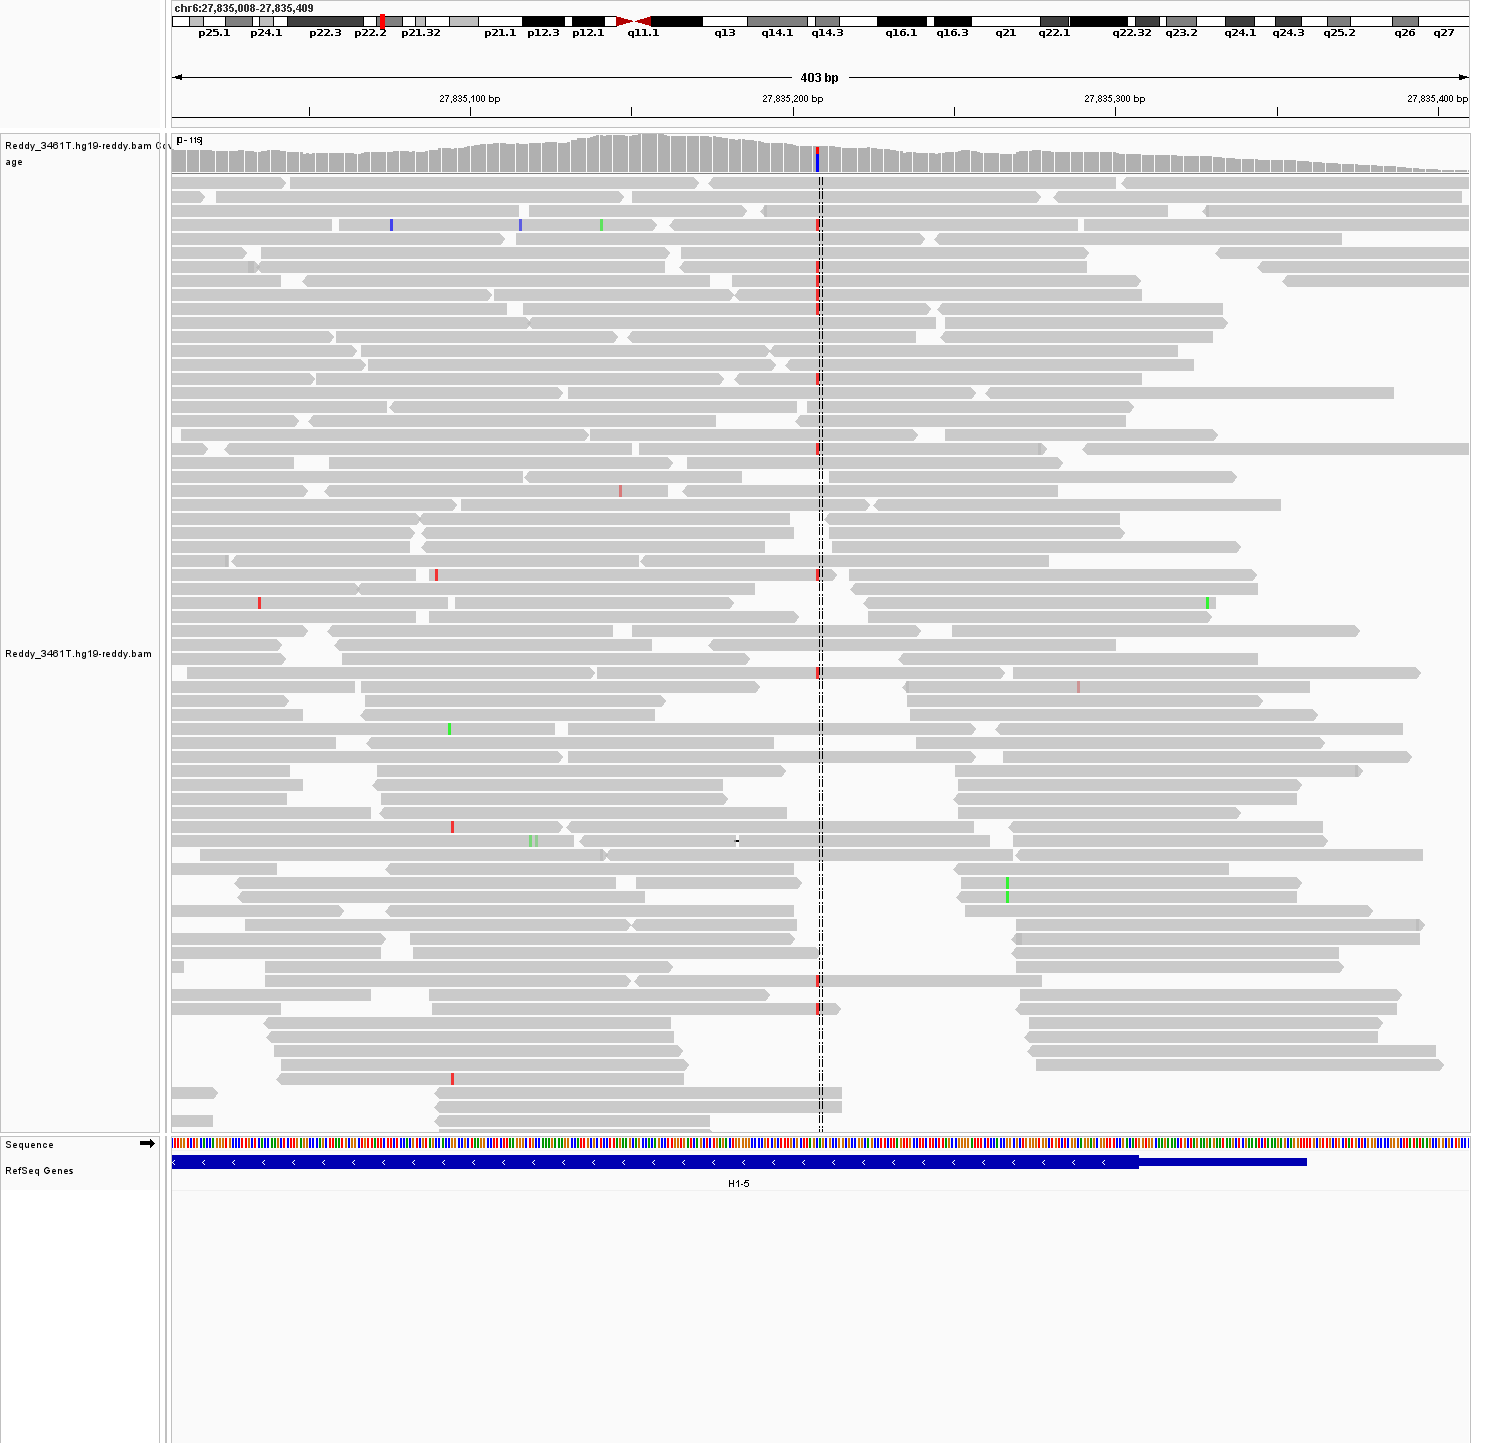 chr6:27,835,008-27,835,409
p25.1 p24.1 p22.3 p22.2 p21.32 p21.1 p12.3 p12.1 q11.1 q13 q14.1 q14.3 q16.1 q16.3 q21 q22.1 q22.32 q23.2 q24.1 q24.3 q25.2 q26 q27
403 bp
27,835,100 bp 27,835,200 bp 27,835,300 bp 27,835,400 bp
[0 - 115]
Reddy_3461T.hg19-reddy.bam Cov
age
Reddy_3461T.hg19-reddy.bam
Sequence
RefSeq Genes
H1-5